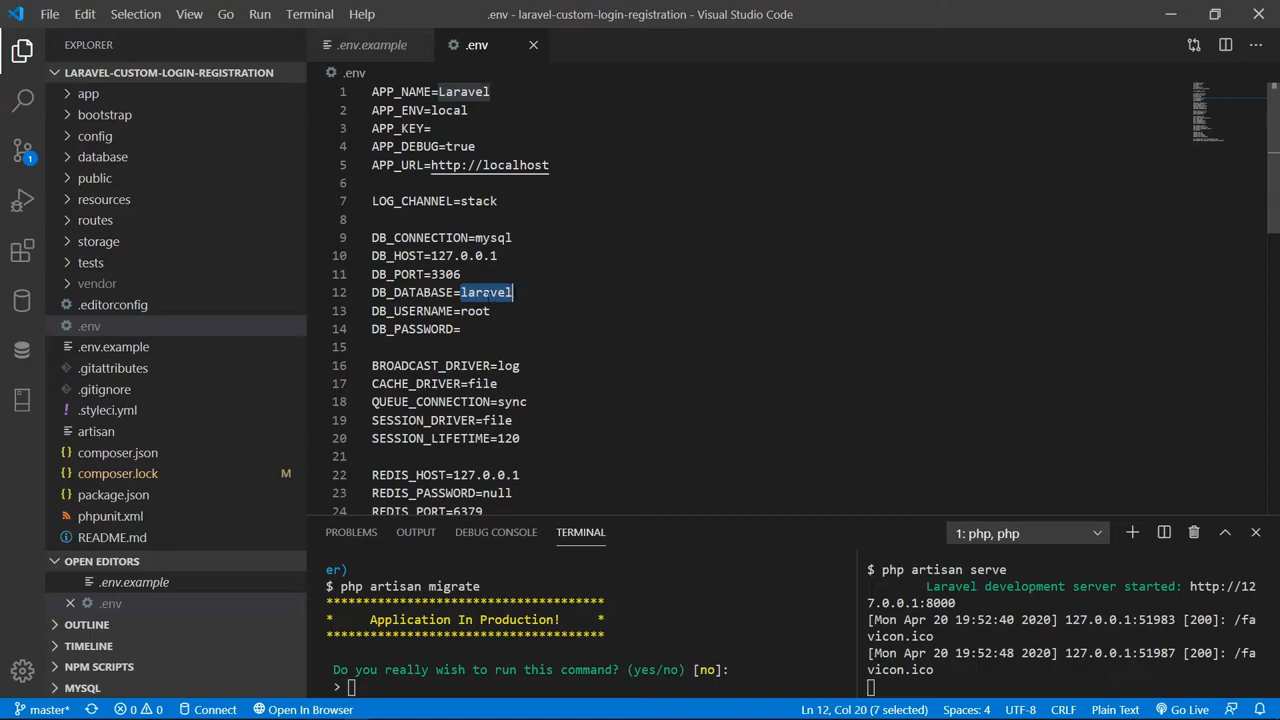 File Edit Selection View Go Run Terminal Help .env - laravel-custom-login-registration - Visual Studio Code
EXPLORER
LARAVEL-CUSTOM-LOGIN-REGISTRATION
app
bootstrap
config
database
public
resources
routes
storage
tests
vendor
.editorconfig
.env
.env.example
.gitattributes
.gitignore
.styleci.yml
artisan
composer.json
composer.lock M
package.json
phpunit.xml
README.md
OPEN EDITORS
.env.example
.env
OUTLINE
TIMELINE
NPM SCRIPTS
MYSQL
1
.env.example .env
.env
1 APP_NAME=Laravel
2 APP_ENV=local
3 APP_KEY=
4 APP_DEBUG=true
5 APP_URL=http://localhost
6
7 LOG_CHANNEL=stack
8
9 DB_CONNECTION=mysql
10 DB_HOST=127.0.0.1
11 DB_PORT=3306
12 DB_DATABASE=laravel
13 DB_USERNAME=root
14 DB_PASSWORD=
15
16 BROADCAST_DRIVER=log
17 CACHE_DRIVER=file
18 QUEUE_CONNECTION=sync
19 SESSION_DRIVER=file
20 SESSION_LIFETIME=120
21
22 REDIS_HOST=127.0.0.1
23 REDIS_PASSWORD=null
24 REDIS_PORT=6379
PROBLEMS OUTPUT DEBUG CONSOLE TERMINAL 1: php, php
er)
$ php artisan migrate
**************************************
* Application In Production! *
**************************************
Do you really wish to run this command? (yes/no) [no]:
>
$ php artisan serve
Laravel development server started: http://12
7.0.0.1:8000
[Mon Apr 20 19:52:40 2020] 127.0.0.1:51983 [200]: /fa
vicon.ico
[Mon Apr 20 19:52:48 2020] 127.0.0.1:51987 [200]: /fa
vicon.ico
master* 0 0 Connect Open In Browser Ln 12, Col 20 (7 selected) Spaces: 4 UTF-8 CRLF Plain Text Go Live